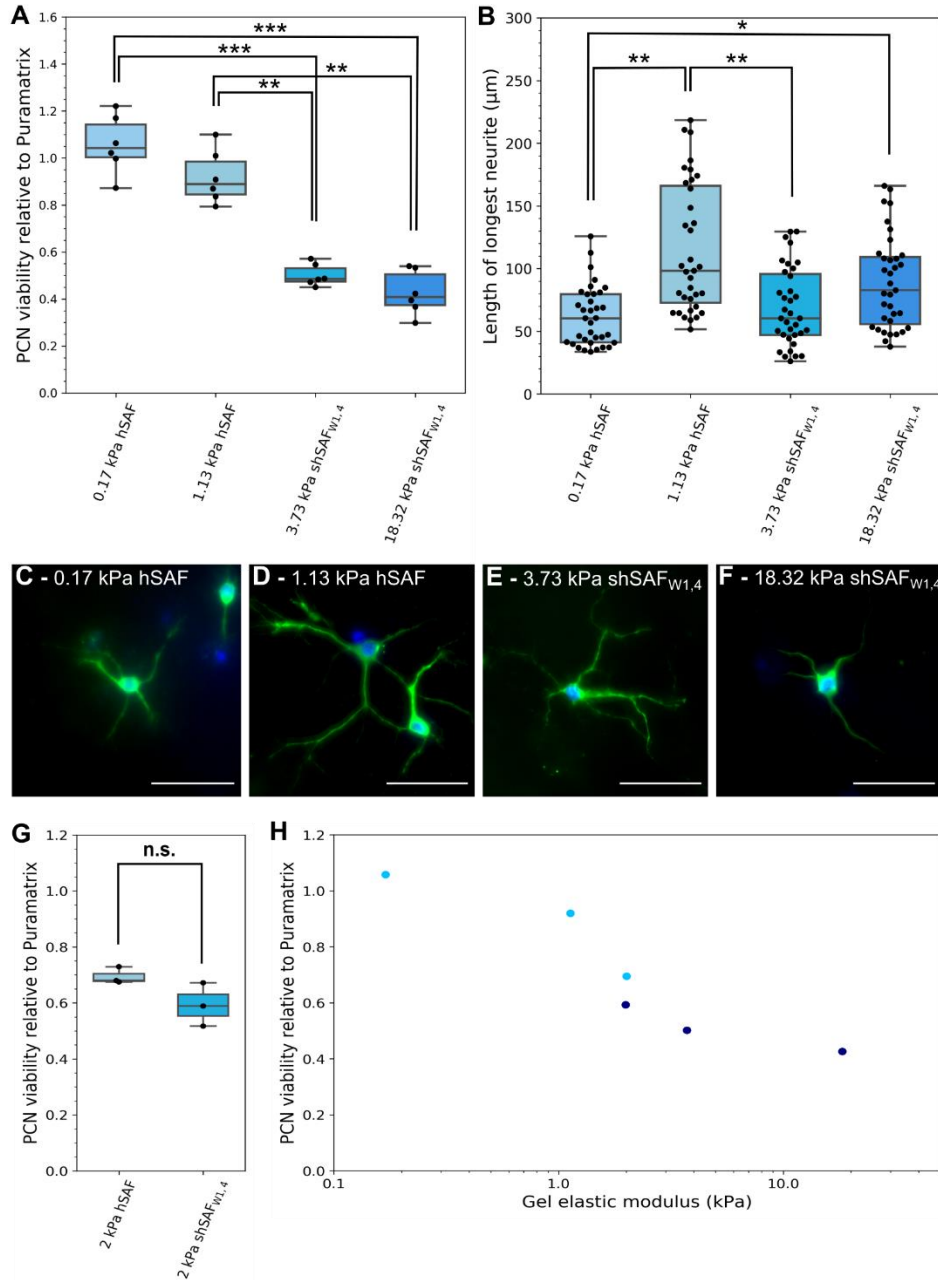 A
PCN viability relative to Puramatrix
1.6
1.4
1.2
1.0
0.8
0.6
0.4
0.2
0.0
***
***
**
**
0.17 kPa hSAF
1.13 kPa hSAF
3.73 kPa shSAFW1,4
18.32 kPa shSAFW1,4
B
Length of longest neurite (μm)
300
250
200
150
100
50
0
*
**
**
0.17 kPa hSAF
1.13 kPa hSAF
3.73 kPa shSAFW1,4
18.32 kPa shSAFW1,4
C - 0.17 kPa hSAF
D - 1.13 kPa hSAF
E - 3.73 kPa shSAFW1,4
F - 18.32 kPa shSAFW1,4
G
PCN viability relative to Puramatrix
1.2
1.0
0.8
0.6
0.4
0.2
0.0
n.s.
2 kPa hSAF
2 kPa shSAFW1,4
H
PCN viability relative to Puramatrix
1.2
1.0
0.8
0.6
0.4
0.2
0.0
0.1
1.0
10.0
Gel elastic modulus (kPa)